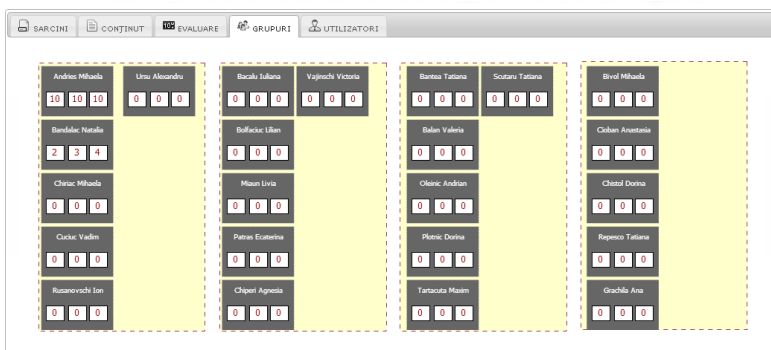 SARCINI CONŢINUT EVALUARE GRUPURI UTILIZATORI
Andries Mihaela Ursu Alexandru
10 10 10 0 0 0
Bandalac Natalia
2 3 4
Chiriac Mihaela
0 0 0
Cuciuc Vadim
0 0 0
Rusanovschi Ion
0 0 0
Bacalu Iuliana Vajinschi Victoria
0 0 0 0 0 0
Bolfaciuc Lilian
0 0 0
Miaun Livia
0 0 0
Patras Ecaterina
0 0 0
Chiperi Agnesia
0 0 0
Bantea Tatiana Scutaru Tatiana
0 0 0 0 0 0
Balan Valeria
0 0 0
Oleinic Andrian
0 0 0
Plotnic Dorina
0 0 0
Tartacuta Maxim
0 0 0
Bivol Mihaela
0 0 0
Cioban Anastasia
0 0 0
Chistol Dorina
0 0 0
Repesco Tatiana
0 0 0
Grachila Ana
0 0 0